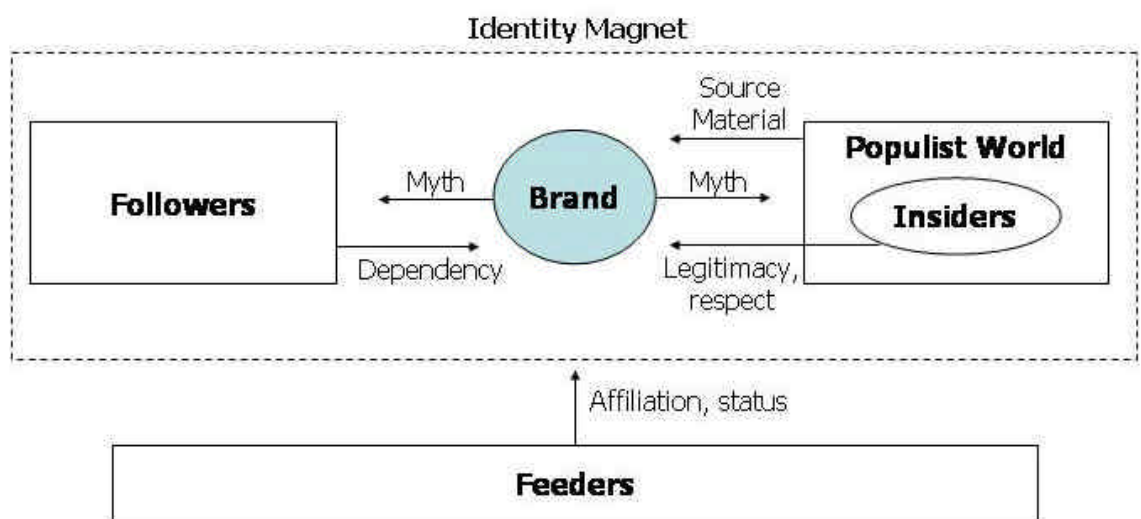 Identity Magnet
Source
Material
Populist World
Myth
Myth
Followers
Brand
Insiders
Dependency
Legitimacy,
respect
Affiliation, status
Feeders